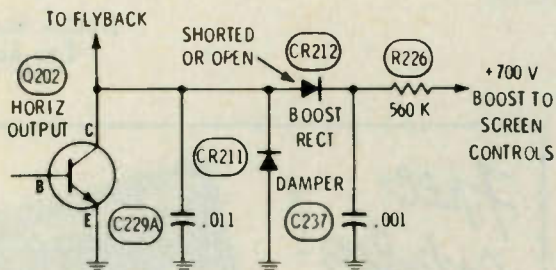 TO FLYBACK
SHORTED
OR OPEN
CR212
R226
Q202
HORIZ
OUTPUT
C
B
E
+700 V
BOOST TO
SCREEN
CONTROLS
560 K
BOOST
RECT
CR211
DAMPER
C229A
.011
C237
.001